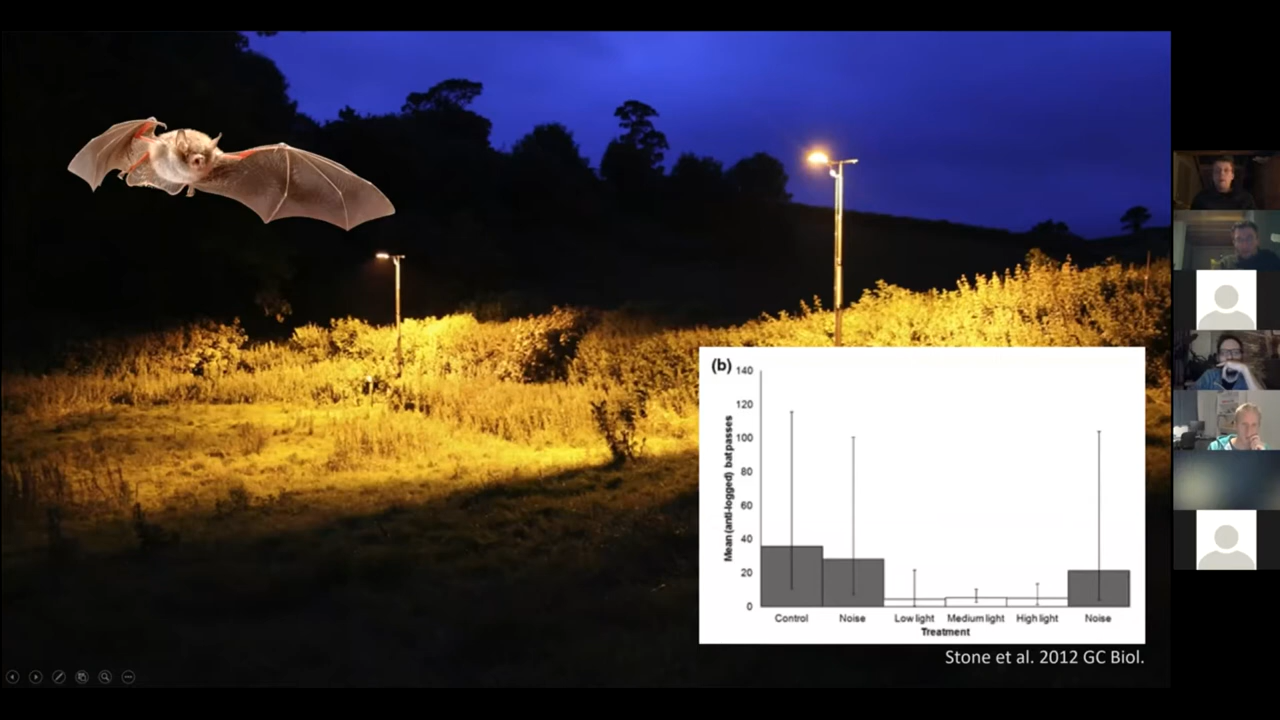 (b)
140
120
100
80
60
40
20
0
Mean (anti-logged) bat passes
Control Noise Low light Medium light High light Noise
Treatment
Stone et al. 2012 GC Biol.